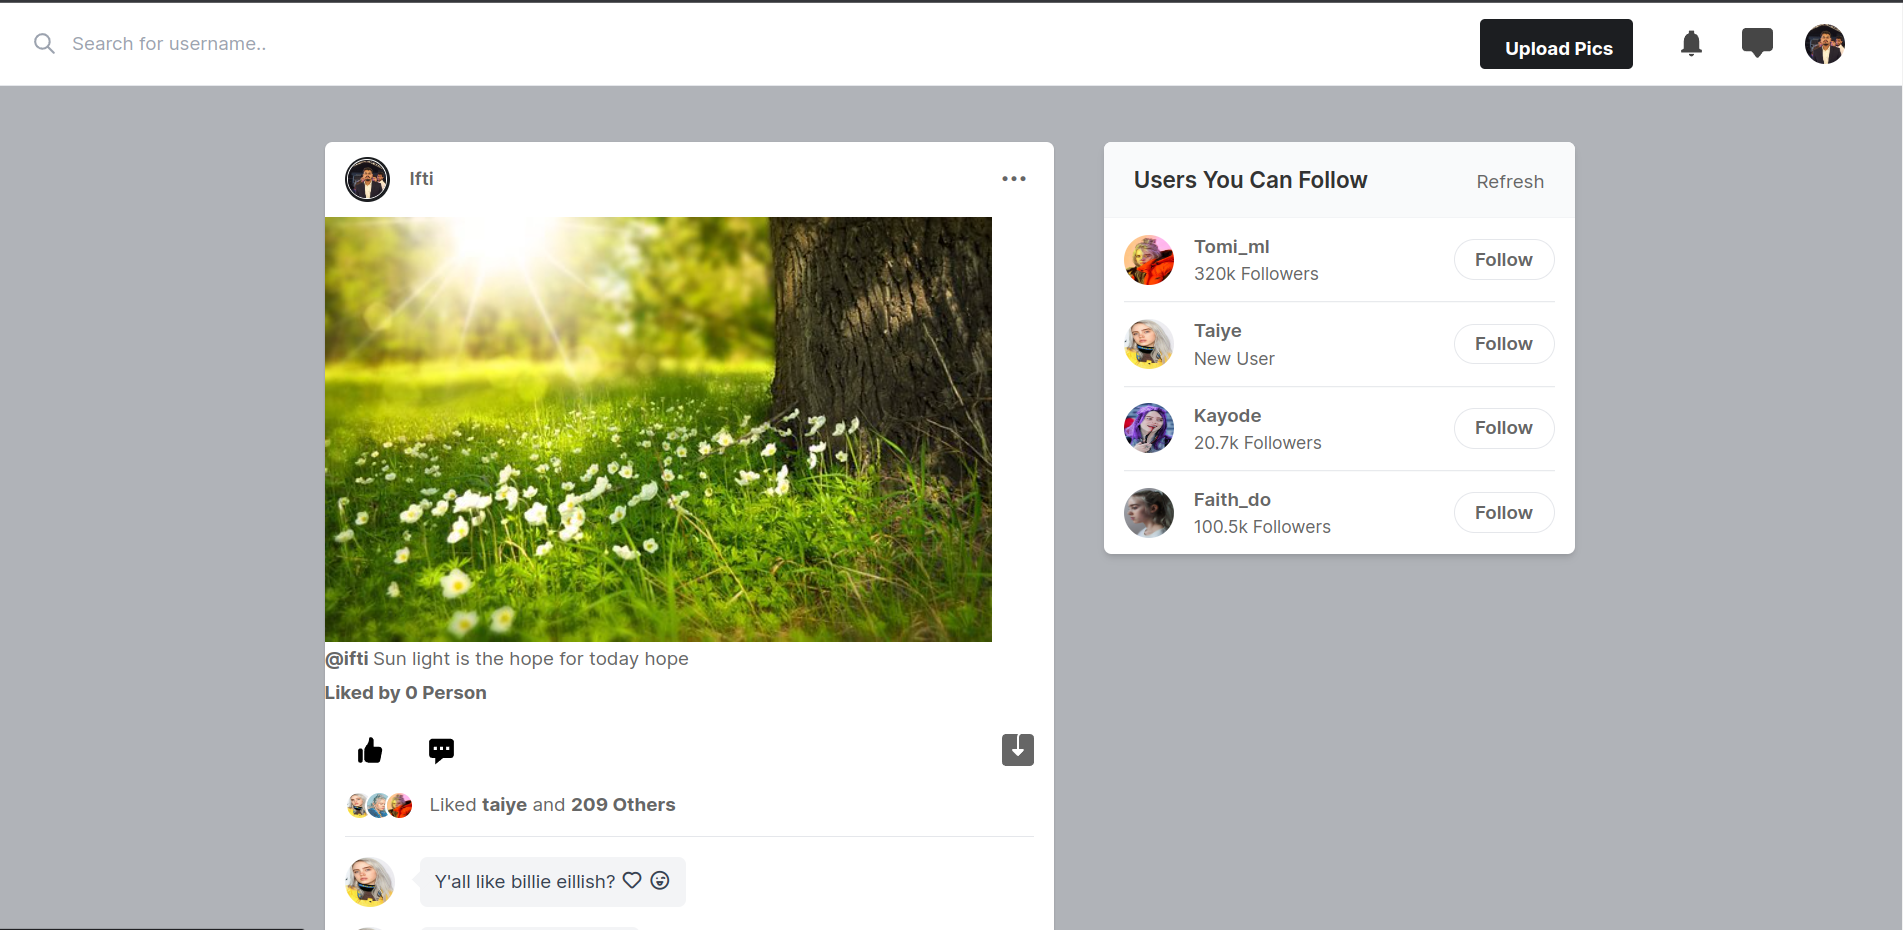 Search for username..
Upload Pics
Ifti
@ifti Sun light is the hope for today hope
Liked by 0 Person
Liked taiye and 209 Others
Y'all like billie eillish?
Users You Can Follow
Refresh
Tomi_ml
320k Followers
Follow
Taiye
New User
Follow
Kayode
20.7k Followers
Follow
Faith_do
100.5k Followers
Follow